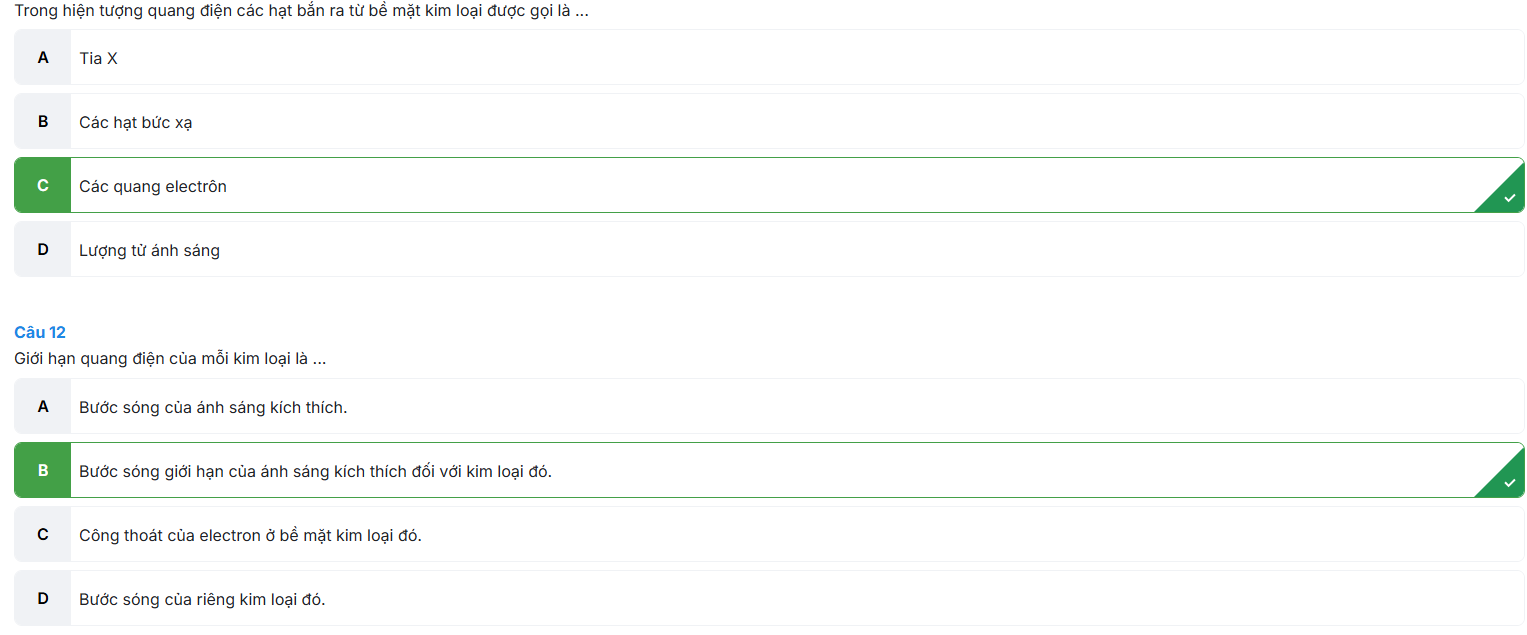 Trong hiện tượng quang điện các hạt bắn ra từ bề mặt kim loại được gọi là ...
A Tia X
B Các hạt bức xạ
C Các quang electrôn
D Lượng tử ánh sáng
Câu 12
Giới hạn quang điện của mỗi kim loại là ...
A Bước sóng của ánh sáng kích thích.
B Bước sóng giới hạn của ánh sáng kích thích đối với kim loại đó.
C Công thoát của electron ở bề mặt kim loại đó.
D Bước sóng của riêng kim loại đó.